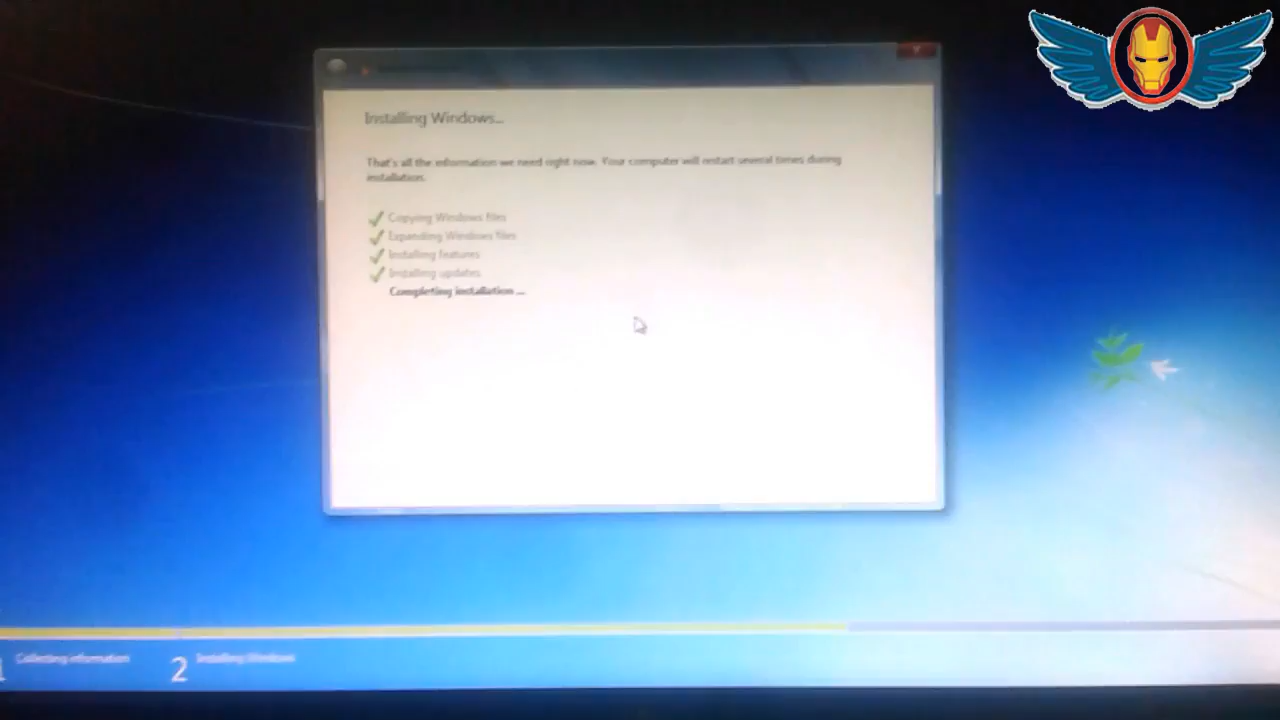 Installing Windows...
That's all the information we need right now. Your computer will restart several times during
installation.
Copying Windows files
Expanding Windows files
Installing features
Installing updates
Completing installation ...
1 Collecting information
2 Installing Windows